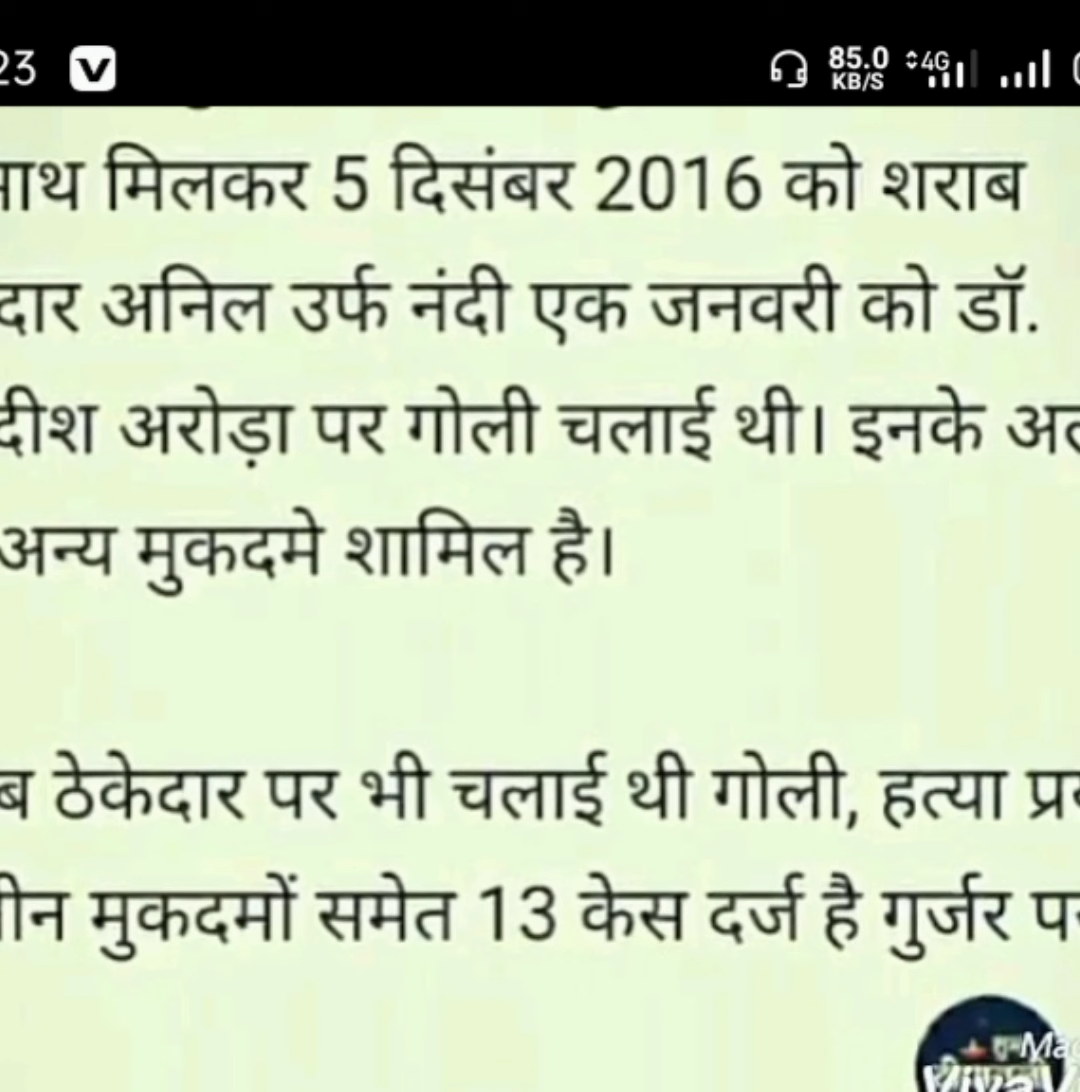 23
85.0 KB/S 4G
मिलकर 5 दिसंबर 2016 को शराब
दार अनिल उर्फ नंदी एक जनवरी को डॉ.
दीश अरोड़ा पर गोली चलाई थी। इनके
अन्य मुकदमे शामिल है।
ब ठेकेदार पर भी चलाई थी गोली, हत्या
मुकदमों समेत 13 केस दर्ज है गुर्जर